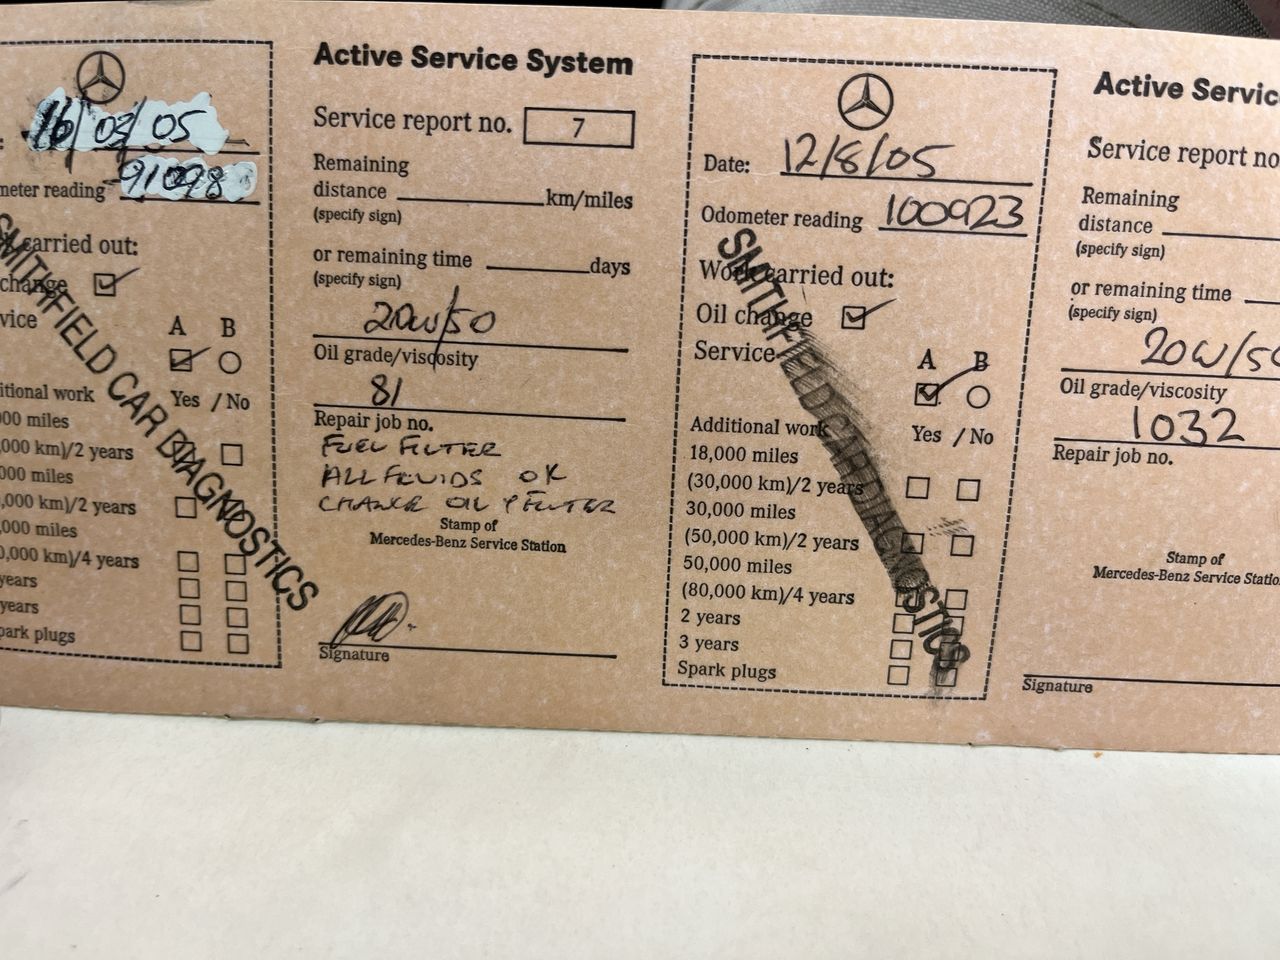 16/03/05
meter reading 91098
carried out:
change
vice
A B
itional work Yes / No
00 miles
,000 km)/2 years
000 miles
,000 km)/2 years
,000 miles
0,000 km)/4 years
years
years
park plugs
SMITHFIELD CAR DIAGNOSTICS
Active Service System
Service report no. 7
Remaining
distance km/miles
(specify sign)
or remaining time days
(specify sign)
20W/50
Oil grade/viscosity
81
Repair job no.
FUEL FILTER
ALL FLUIDS OK
CHANGE OIL & FILTER
Stamp of
Mercedes-Benz Service Station
Signature
Date: 12/8/05
Odometer reading 100923
Work carried out:
Oil change
Service
A B
Additional work Yes / No
18,000 miles
(30,000 km)/2 years
30,000 miles
(50,000 km)/2 years
50,000 miles
(80,000 km)/4 years
2 years
3 years
Spark plugs
SMITHFIELD CAR DIAGNOSTICS
Active Servic
Service report no
Remaining
distance
(specify sign)
or remaining time
(specify sign)
20W/50
Oil grade/viscosity
1032
Repair job no.
Stamp of
Mercedes-Benz Service Statio
Signature